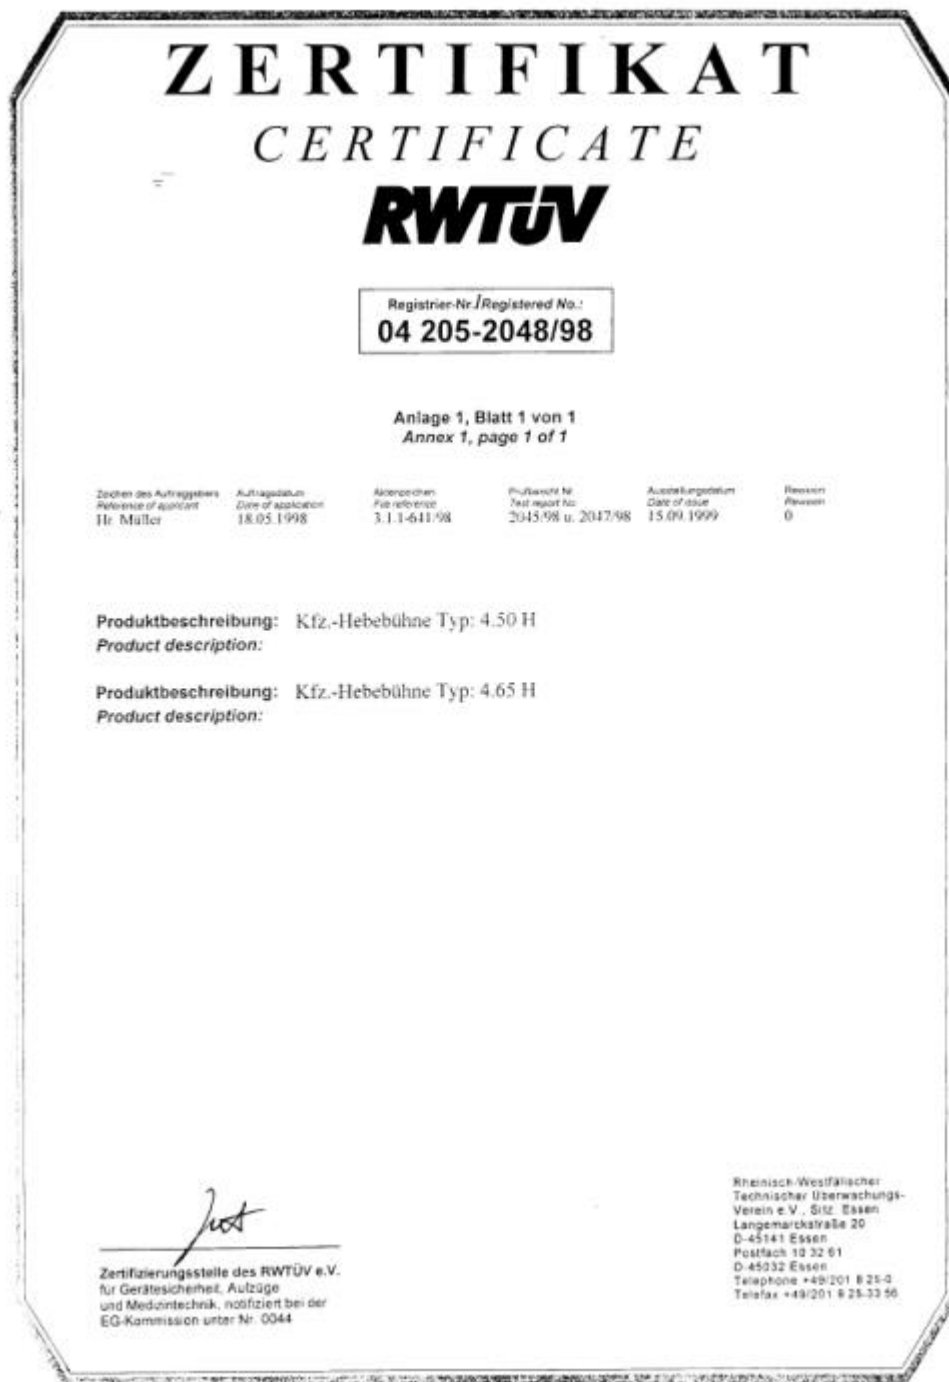 ZERTIFIKAT
CERTIFICATE
RWTÜV
Registrier-Nr./Registered No.:
04 205-2048/98
Anlage 1, Blatt 1 von 1
Annex 1, page 1 of 1
Zeichen des Auftraggebers Auftragsdatum Aktenzeichen Prüfbericht Nr. Ausstellungsdatum Revision
Reference of applicant Date of application File reference Test report No. Date of issue Revision
Hr. Müller 18.05.1998 3.1.1-641/98 2045/98 u. 2047/98 15.09.1999 0
Produktbeschreibung: Kfz.-Hebebühne Typ: 4.50 H
Product description:
Produktbeschreibung: Kfz.-Hebebühne Typ: 4.65 H
Product description:
Zertifizierungsstelle des RWTÜV e.V.
für Gerätesicherheit, Aufzüge
und Medizintechnik, notifiziert bei der
EG-Kommission unter Nr. 0044
Rheinisch-Westfälischer
Technischer Überwachungs-
Verein e.V., Sitz Essen
Langemarckstraße 20
D-45141 Essen
Postfach 10 32 61
D-45032 Essen
Telephone +49/201 8 25-0
Telefax +49/201 8 25-33 56